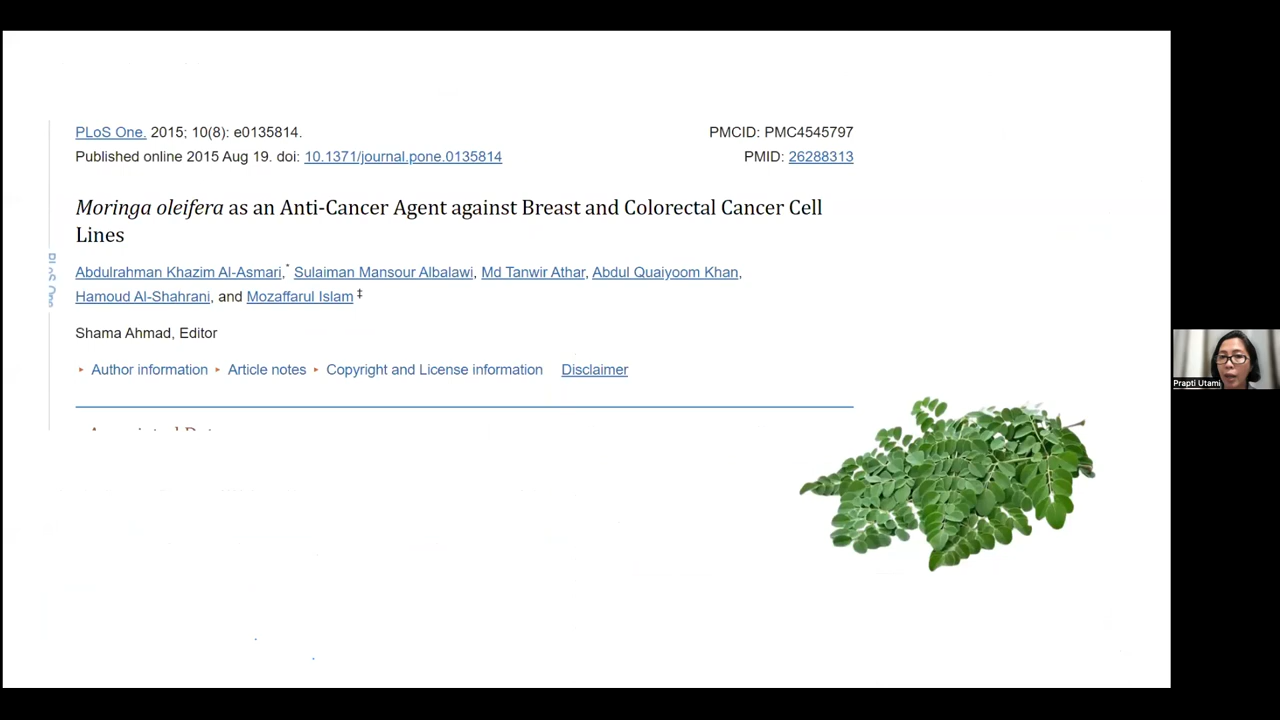 PLoS One. 2015; 10(8): e0135814.
PMCID: PMC4545797
Published online 2015 Aug 19. doi: 10.1371/journal.pone.0135814
PMID: 26288313
Moringa oleifera as an Anti-Cancer Agent against Breast and Colorectal Cancer Cell
Lines
Abdulrahman Khazim Al-Asmari,* Sulaiman Mansour Albalawi, Md Tanwir Athar, Abdul Quaiyoom Khan,
Hamoud Al-Shahrani, and Mozaffarul Islam ‡
Shama Ahmad, Editor
▸ Author information ▸ Article notes ▸ Copyright and License information Disclaimer
Prapti Utami